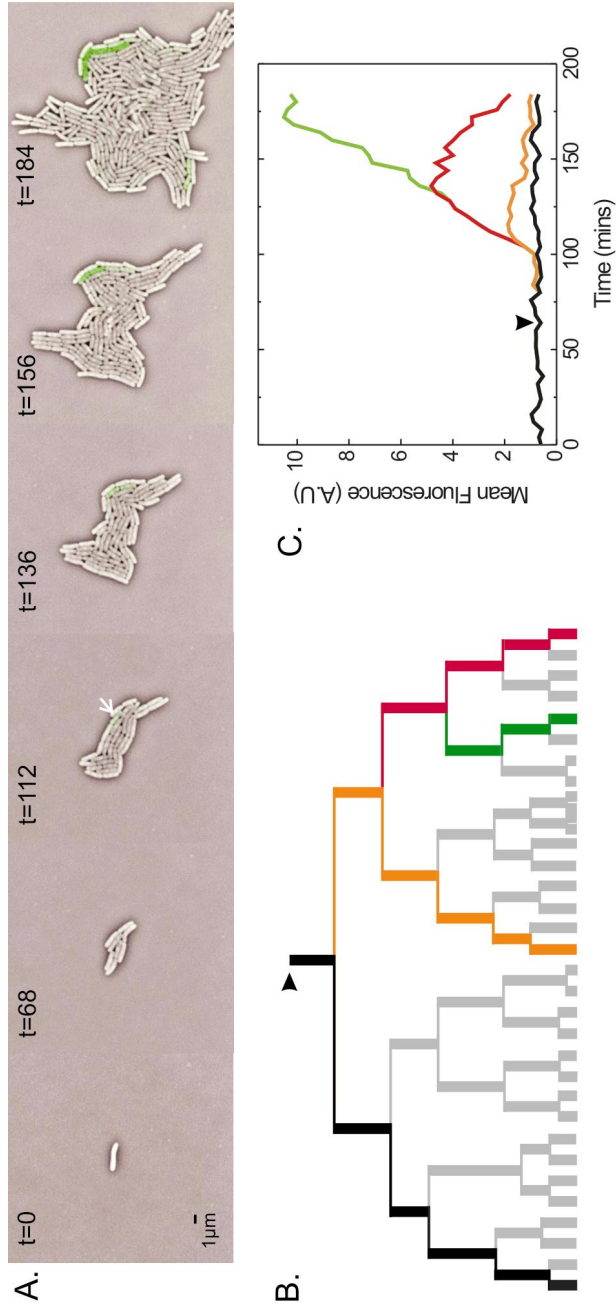 A.
t=0
t=68
t=112
t=136
t=156
t=184
1µm
B.
C.
Mean Fluorescence (A.U)
10
8
6
4
2
0
0
50
100
150
200
Time (mins)